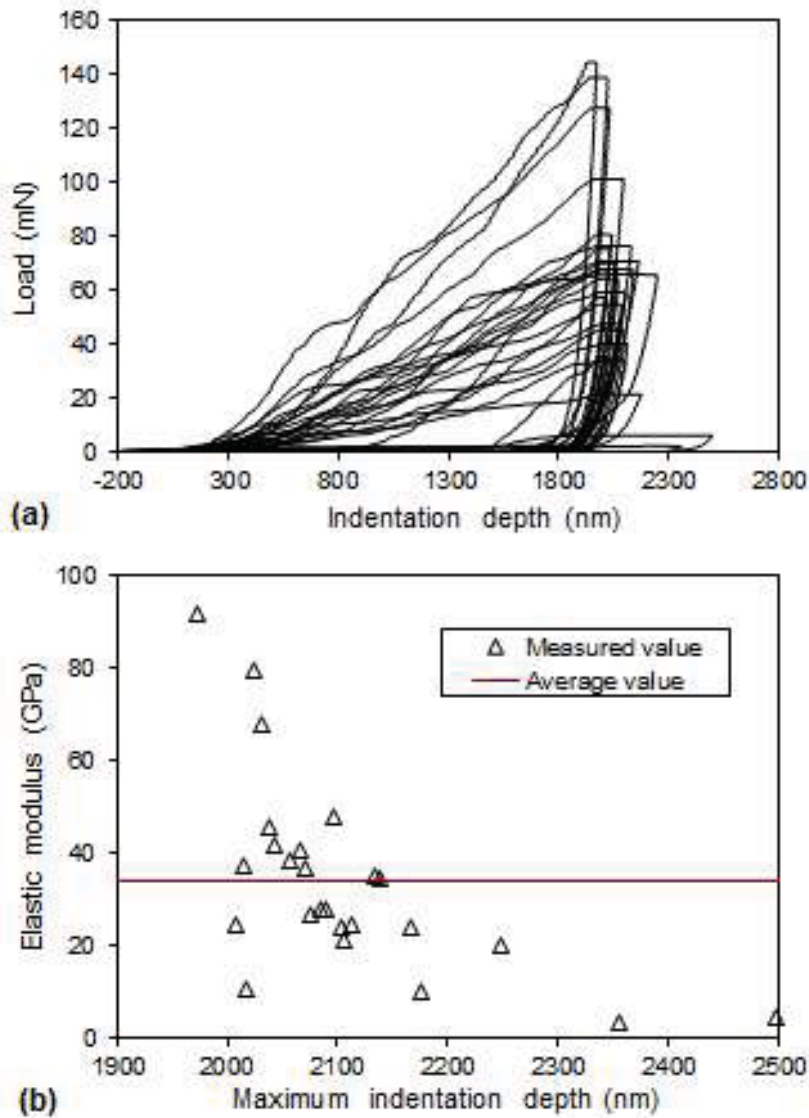 160
140
120
100
80
60
40
20
0
Load (mN)
-200 300 800 1300 1800 2300 2800
(a) Indentation depth (nm)
100
80
60
40
20
0
Elastic modulus (GPa)
Measured value
Average value
1900 2000 2100 2200 2300 2400 2500
(b) Maximum indentation depth (nm)